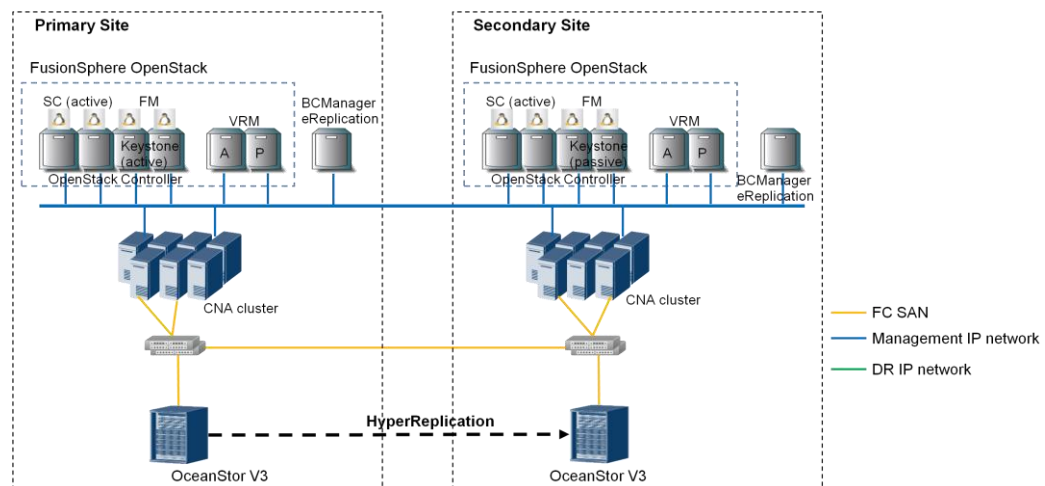 Primary Site
FusionSphere OpenStack
SC (active)
FM
VRM
BCManager
eReplication
Keystone
(active)
A
P
OpenStack Controller
CNA cluster
OceanStor V3
HyperReplication
Secondary Site
FusionSphere OpenStack
SC (active)
FM
VRM
Keystone
(passive)
A
P
OpenStack Controller
BCManager
eReplication
CNA cluster
OceanStor V3
FC SAN
Management IP network
DR IP network